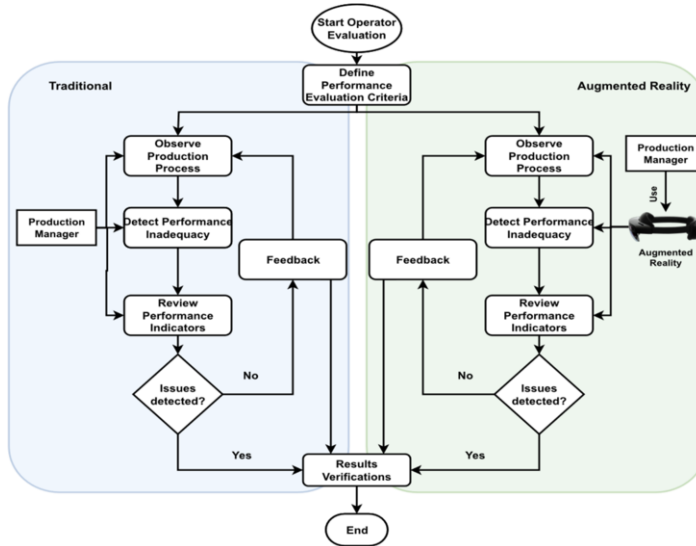 Start Operator
Evaluation
Traditional
Define
Performance
Evaluation Criteria
Augmented Reality
Observe
Production
Process
Observe
Production
Process
Production
Manager
Use
Production
Manager
Detect Performance
Inadequacy
Feedback
Feedback
Detect Performance
Inadequacy
Augmented
Reality
Review
Performance
Indicators
Review
Performance
Indicators
Issues
detected?
No
No
Issues
detected?
Yes
Results
Verifications
Yes
End